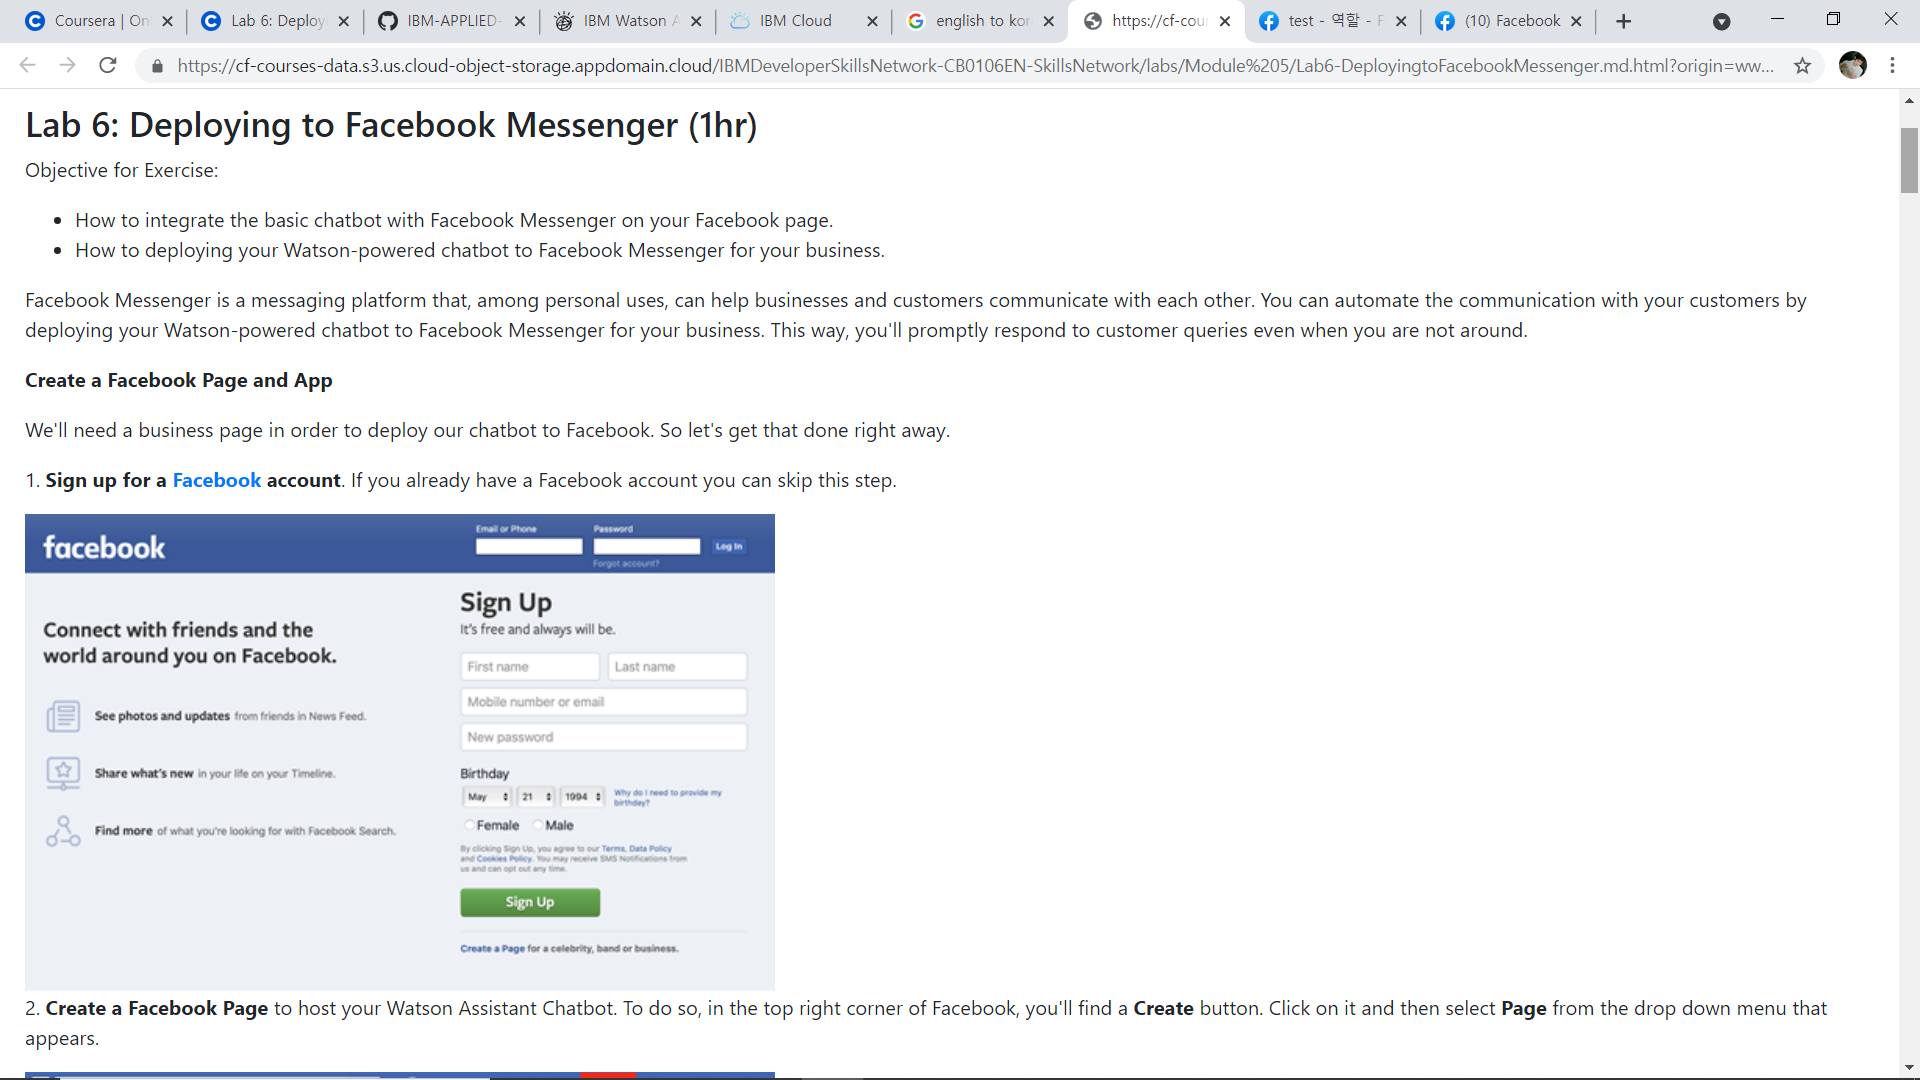 Coursera | On
Lab 6: Deploy
IBM-APPLIED-
IBM Watson A
IBM Cloud
english to kor
https://cf-cour
test - 역할 - F
(10) Facebook
https://cf-courses-data.s3.us.cloud-object-storage.appdomain.cloud/IBMDeveloperSkillsNetwork-CB0106EN-SkillsNetwork/labs/Module%205/Lab6-DeployingtoFacebookMessenger.md.html?origin=ww...
Lab 6: Deploying to Facebook Messenger (1hr)
Objective for Exercise:
• How to integrate the basic chatbot with Facebook Messenger on your Facebook page.
• How to deploying your Watson-powered chatbot to Facebook Messenger for your business.
Facebook Messenger is a messaging platform that, among personal uses, can help businesses and customers communicate with each other. You can automate the communication with your customers by
deploying your Watson-powered chatbot to Facebook Messenger for your business. This way, you'll promptly respond to customer queries even when you are not around.
Create a Facebook Page and App
We'll need a business page in order to deploy our chatbot to Facebook. So let's get that done right away.
1. Sign up for a Facebook account. If you already have a Facebook account you can skip this step.
facebook
Email or Phone
Password
Log In
Forgot account?
Connect with friends and the
world around you on Facebook.
See photos and updates from friends in News Feed.
Share what's new in your life on your Timeline.
Find more of what you're looking for with Facebook Search.
Sign Up
It's free and always will be.
First name
Last name
Mobile number or email
New password
Birthday
May
21
1994
Why do I need to provide my
birthday?
Female
Male
By clicking Sign Up, you agree to our Terms, Data Policy
and Cookies Policy. You may receive SMS Notifications from
us and can opt out any time.
Sign Up
Create a Page for a celebrity, band or business.
2. Create a Facebook Page to host your Watson Assistant Chatbot. To do so, in the top right corner of Facebook, you'll find a Create button. Click on it and then select Page from the drop down menu that
appears.